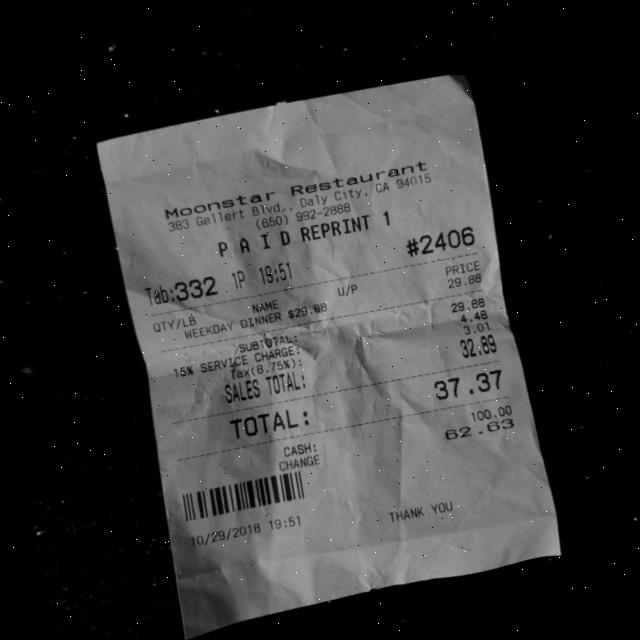 Moonstar Restaurant
383 Gellert Blvd., Daly City, CA 94015
(650) 992-2888
PAID REPRINT 1
#2406
Tab:332 1P 19:51
QTY/LB NAME U/P PRICE
WEEKDAY DINNER $29.88 29.88
SUBTOTAL: 29.88
15% SERVICE CHARGE: 4.48
Tax(8.75%): 3.01
SALES TOTAL: 32.89
TOTAL: 37.37
CASH: 100.00
CHANGE 62.63
10/29/2018 19:51
THANK YOU